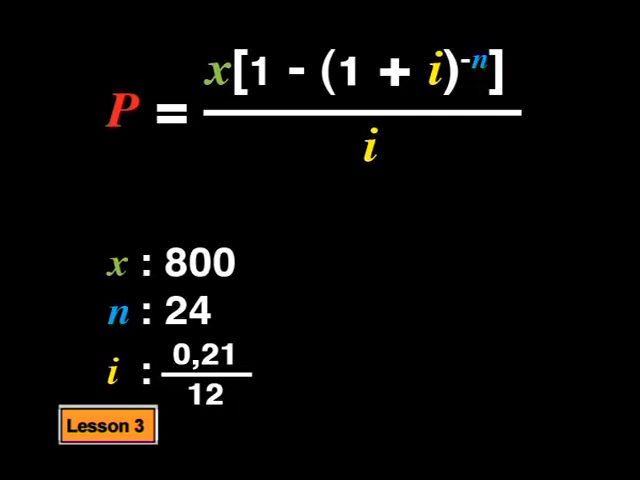 P = x[1 - (1 + i)⁻ⁿ]
i
x : 800
n : 24
i : 0,21
12
Lesson 3